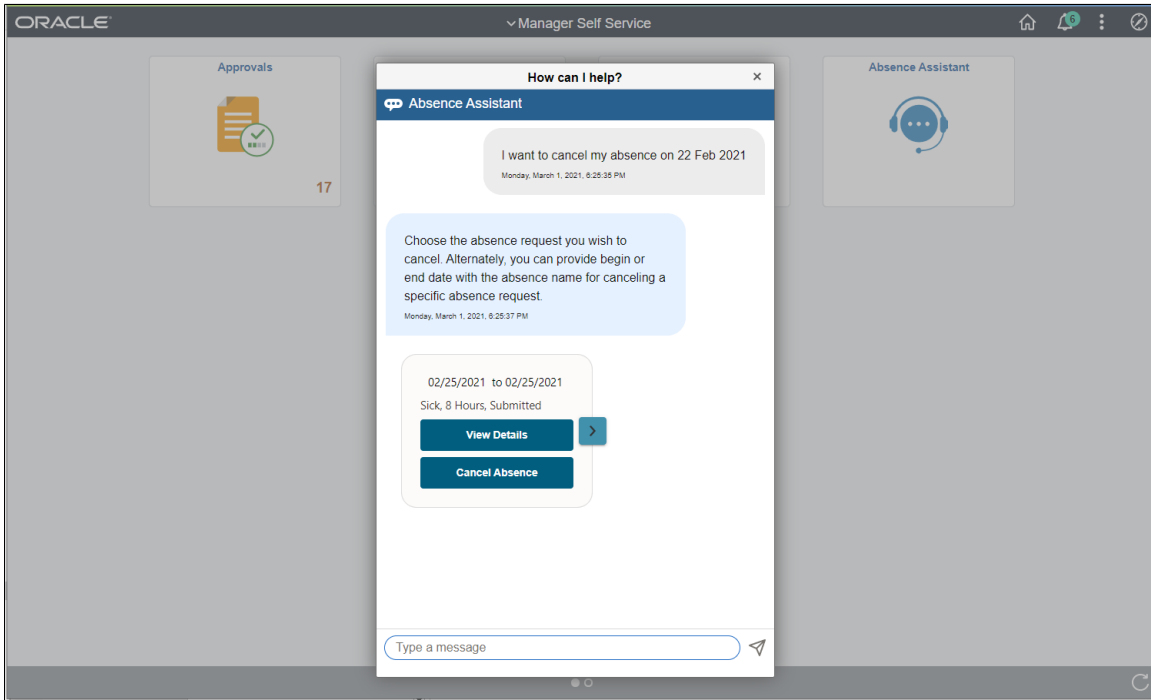 ORACLE
Manager Self Service
6
Approvals
17
Absence Assistant
How can I help?
Absence Assistant
I want to cancel my absence on 22 Feb 2021
Monday, March 1, 2021, 6:25:35 PM
Choose the absence request you wish to
cancel. Alternately, you can provide begin or
end date with the absence name for canceling a
specific absence request.
Monday, March 1, 2021, 6:25:37 PM
02/25/2021 to 02/25/2021
Sick, 8 Hours, Submitted
View Details
Cancel Absence
Type a message